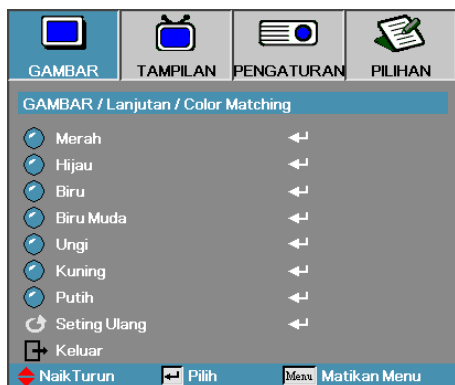 GAMBAR TAMPILAN PENGATURAN PILIHAN
GAMBAR / Lanjutan / Color Matching
Merah
Hijau
Biru
Biru Muda
Ungi
Kuning
Putih
Seting Ulang
Keluar
NaikTurun Pilih Menu Matikan Menu